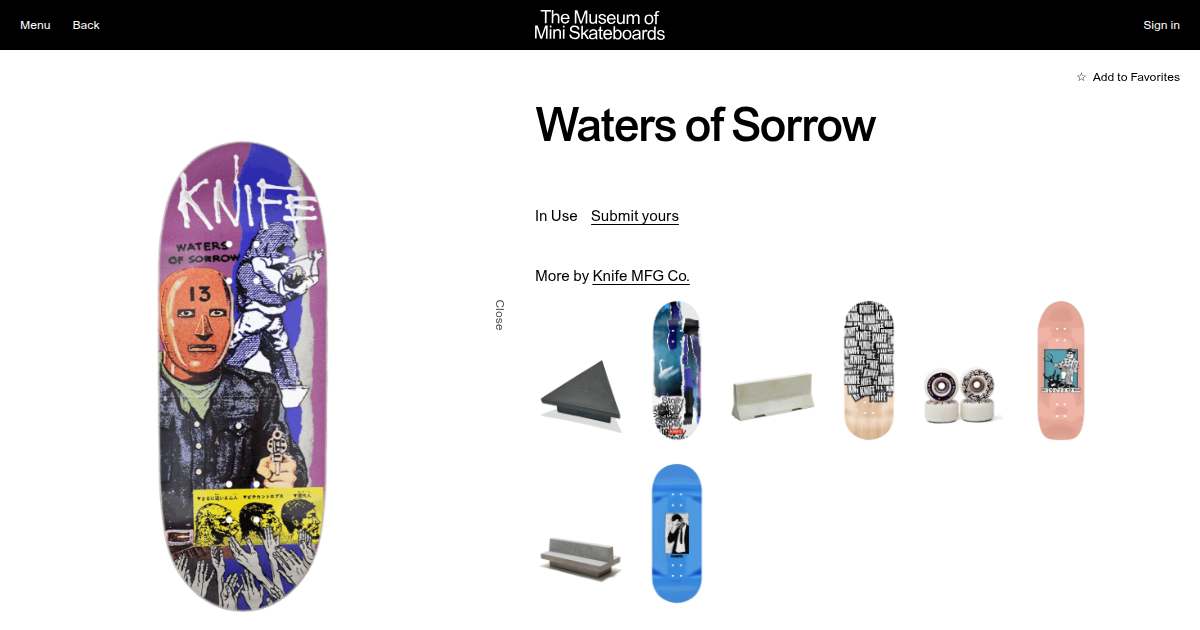 Menu
Back
The Museum of
Mini Skateboards
Sign in
☆ Add to Favorites
Waters of Sorrow
In Use Submit yours
More by Knife MFG Co.
Close
KNIFE
WATERS
OF SORROW
13